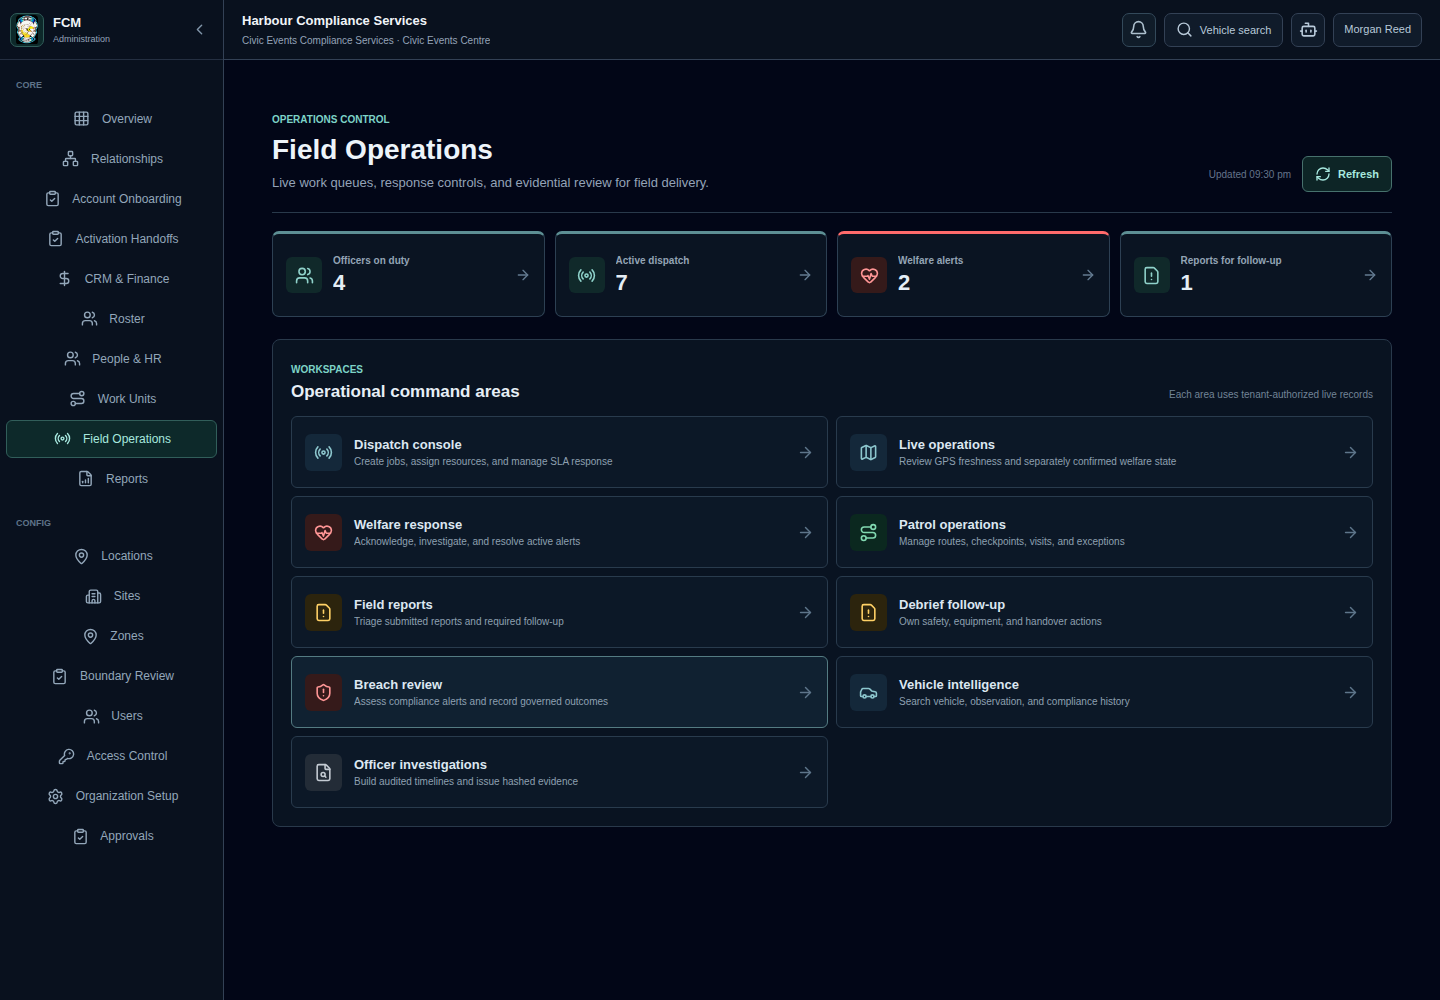 FCM
Administration
Harbour Compliance Services
Civic Events Compliance Services · Civic Events Centre
Vehicle search
Morgan Reed
CORE
Overview
Relationships
Account Onboarding
Activation Handoffs
CRM & Finance
Roster
People & HR
Work Units
Field Operations
Reports
CONFIG
Locations
Sites
Zones
Boundary Review
Users
Access Control
Organization Setup
Approvals
OPERATIONS CONTROL
Field Operations
Live work queues, response controls, and evidential review for field delivery.
Updated 09:30 pm
Refresh
Officers on duty
4
Active dispatch
7
Welfare alerts
2
Reports for follow-up
1
WORKSPACES
Operational command areas
Each area uses tenant-authorized live records
Dispatch console
Create jobs, assign resources, and manage SLA response
Live operations
Review GPS freshness and separately confirmed welfare state
Welfare response
Acknowledge, investigate, and resolve active alerts
Patrol operations
Manage routes, checkpoints, visits, and exceptions
Field reports
Triage submitted reports and required follow-up
Debrief follow-up
Own safety, equipment, and handover actions
Breach review
Assess compliance alerts and record governed outcomes
Vehicle intelligence
Search vehicle, observation, and compliance history
Officer investigations
Build audited timelines and issue hashed evidence